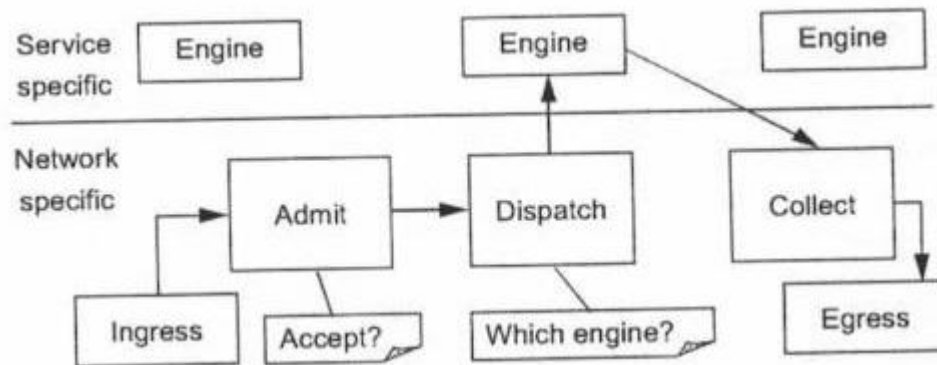 Service
specific
Engine
Engine
Engine
Network
specific
Admit
Dispatch
Collect
Ingress
Accept?
Which engine?
Egress